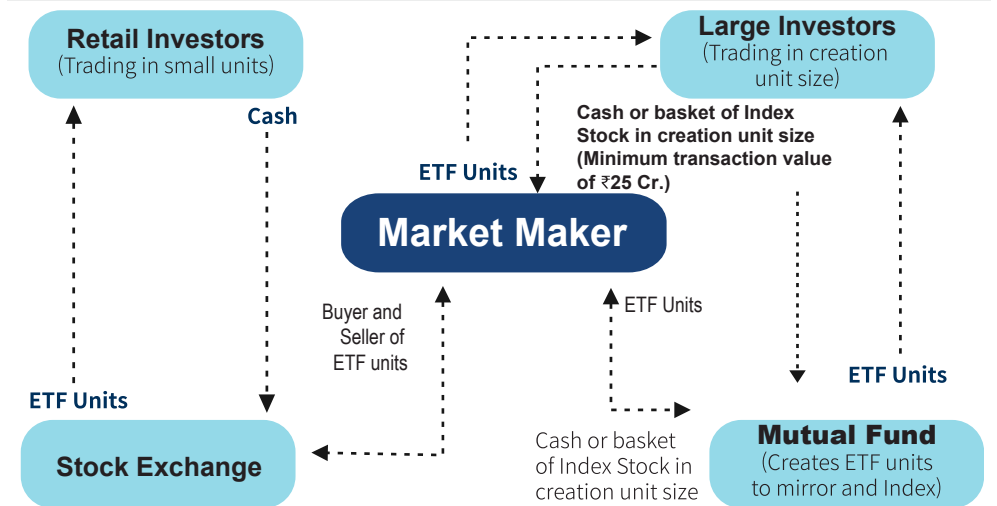 Retail Investors
(Trading in small units)
Large Investors
(Trading in creation
unit size)
Cash
Cash or basket of Index
Stock in creation unit size
(Minimum transaction value
of ₹25 Cr.)
ETF Units
Market Maker
Buyer and
Seller of
ETF units
ETF Units
ETF Units
ETF Units
Stock Exchange
Cash or basket
of Index Stock in
creation unit size
Mutual Fund
(Creates ETF units
to mirror and Index)